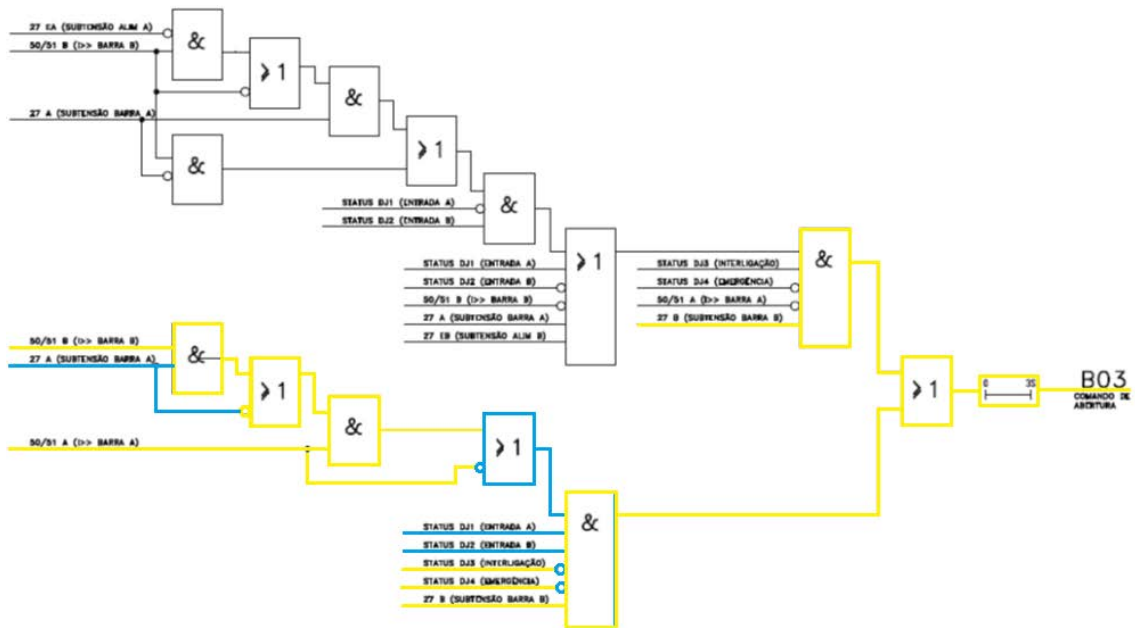 27 EA (SUBTENSÃO ALIM A)
50/51 B (I>> BARRA B)
&
≥ 1
&
27 A (SUBTENSÃO BARRA A)
&
≥ 1
&
STATUS DJ1 (ENTRADA A)
STATUS DJ2 (ENTRADA B)
≥ 1
STATUS DJ1 (ENTRADA A)
STATUS DJ2 (ENTRADA B)
50/51 B (I>> BARRA B)
27 A (SUBTENSÃO BARRA A)
27 EB (SUBTENSÃO ALIM B)
&
STATUS DJ3 (INTERLIGAÇÃO)
STATUS DJ4 (EMERGÊNCIA)
50/51 A (I>> BARRA A)
27 B (SUBTENSÃO BARRA B)
50/51 B (I>> BARRA B)
27 A (SUBTENSÃO BARRA A)
&
≥ 1
&
50/51 A (I>> BARRA A)
≥ 1
&
STATUS DJ1 (ENTRADA A)
STATUS DJ2 (ENTRADA B)
STATUS DJ3 (INTERLIGAÇÃO)
STATUS DJ4 (EMERGÊNCIA)
27 B (SUBTENSÃO BARRA B)
≥ 1
0 3S
B03
COMANDO DE
ABERTURA